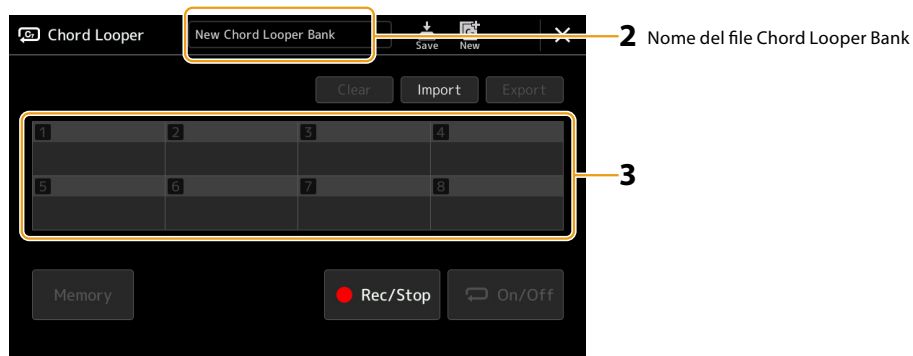 Chord Looper
New Chord Looper Bank
Save
New
2 Nome del file Chord Looper Bank
Clear
Import
Export
1
2
3
4
3
5
6
7
8
Memory
Rec/Stop
On/Off